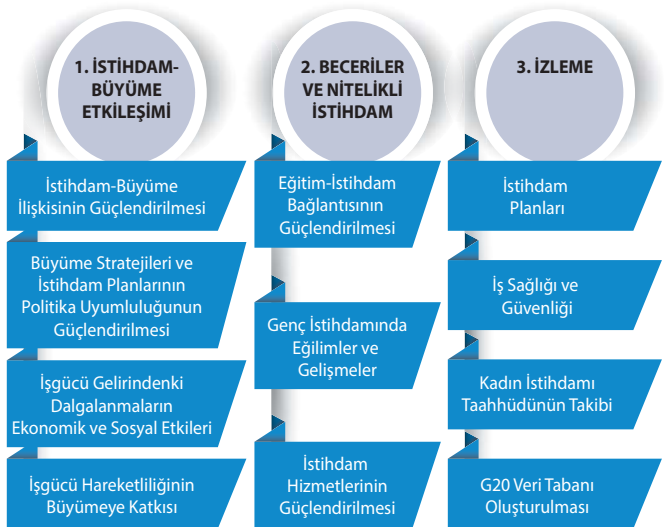 1. İSTİHDAM-
BÜYÜME
ETKİLEŞİMİ
İstihdam-Büyüme
İlişkisinin Güçlendirilmesi
Büyüme Stratejileri ve
İstihdam Planlarının
Politika Uyumluluğunun
Güçlendirilmesi
İşgücü Gelirindenki
Dalgalanmaların
Ekonomik ve Sosyal Etkileri
İşgücü Hareketliliğinin
Büyümeye Katkısı
2. BECERİLER
VE NİTELİKLİ
İSTİHDAM
Eğitim-İstihdam
Bağlantısının
Güçlendirilmesi
Genç İstihdamında
Eğilimler ve
Gelişmeler
İstihdam
Hizmetlerinin
Güçlendirilmesi
3. İZLEME
İstihdam
Planları
İş Sağlığı ve
Güvenliği
Kadın İstihdamı
Taahhüdünün Takibi
G20 Veri Tabanı
Oluşturulması